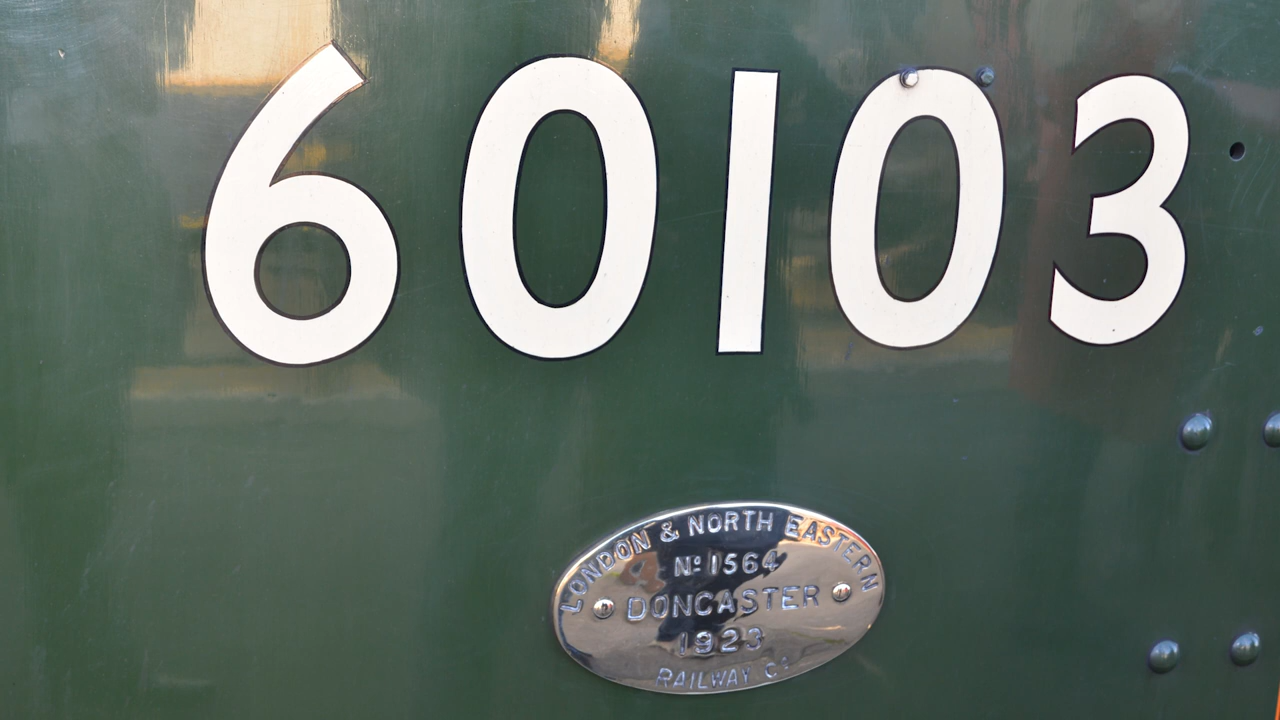 60103
LONDON & NORTH EASTERN
Nº 1564
DONCASTER
1923
RAILWAY Cº